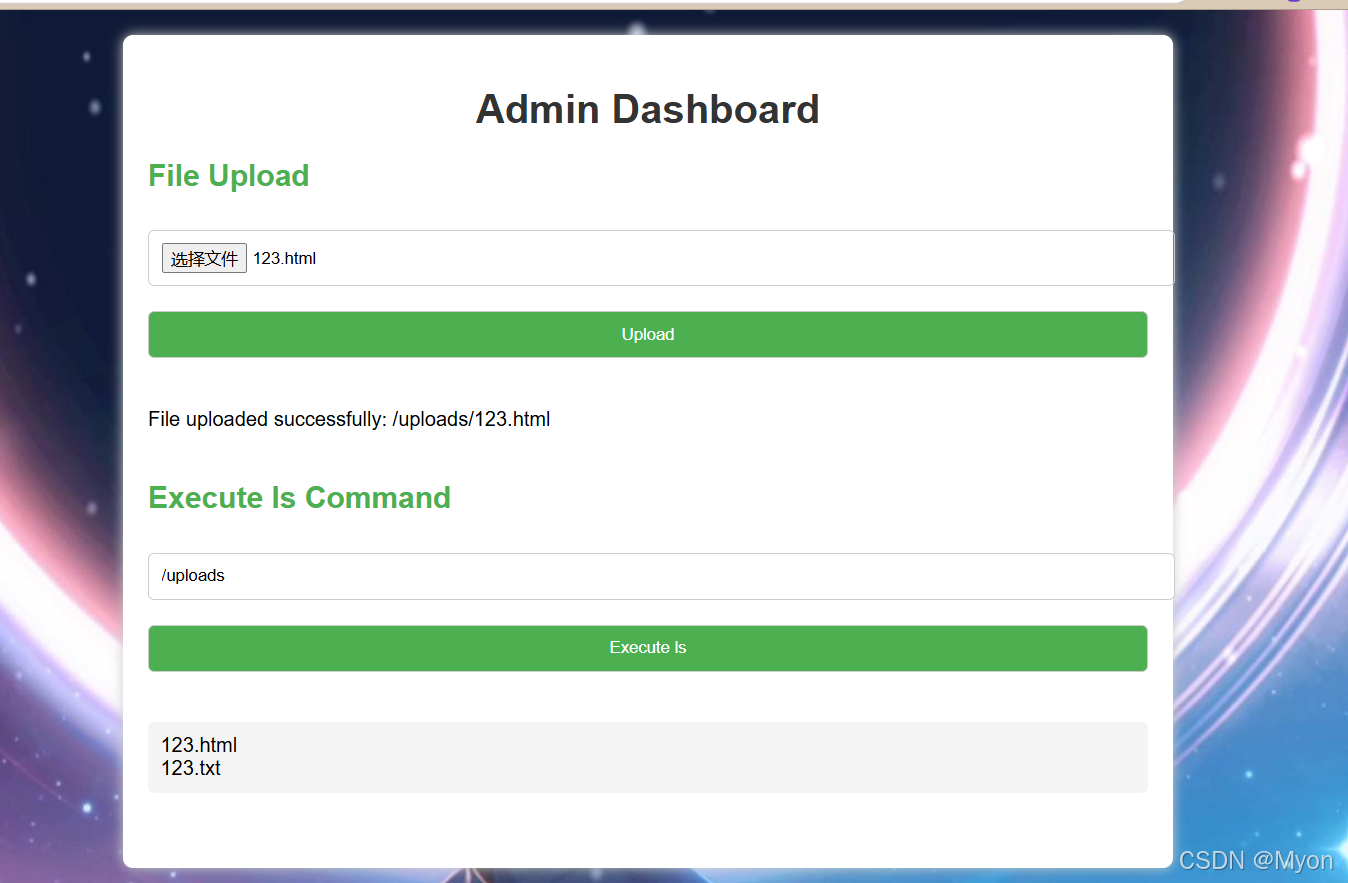 Admin Dashboard
File Upload
选择文件 123.html
Upload
File uploaded successfully: /uploads/123.html
Execute ls Command
/uploads
Execute ls
123.html
123.txt
CSDN @Myon